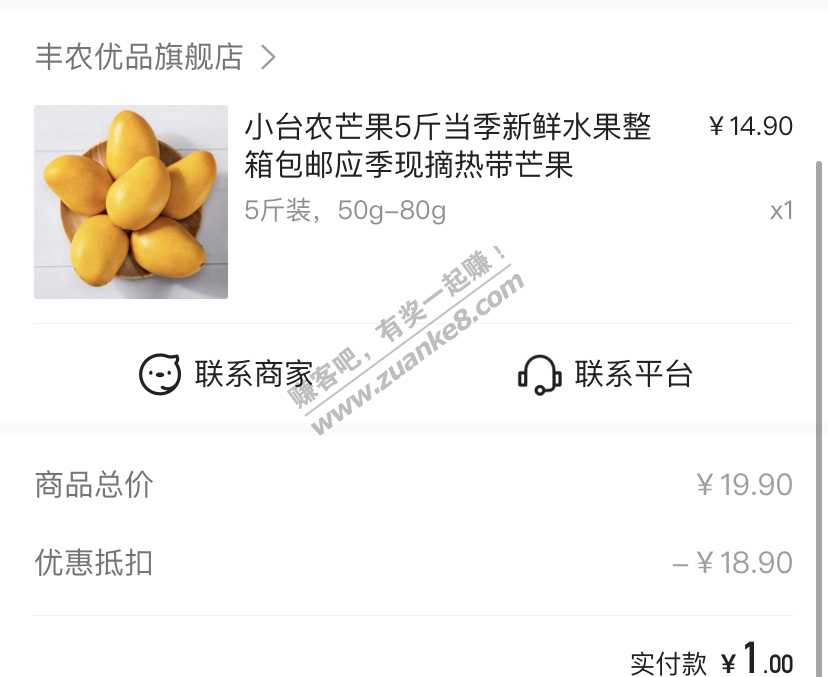 丰农优品旗舰店
小台农芒果5斤当季新鲜水果整
¥14.90
箱包邮应季现摘热带芒果
5斤装，50g-80g
x1
赚客吧，有奖一起赚！
www.zuanke8.com
联系商家
联系平台
商品总价
¥19.90
优惠抵扣
-¥18.90
实付款 ¥1.00